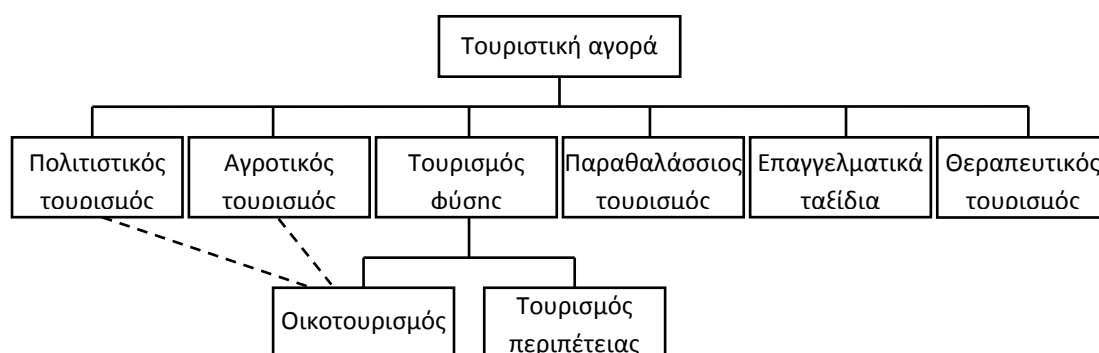 Τουριστική αγορά
Πολιτιστικός
τουρισμός
Αγροτικός
τουρισμός
Τουρισμός
φύσης
Παραθαλάσσιος
τουρισμός
Επαγγελματικά
ταξίδια
Θεραπευτικός
τουρισμός
Οικοτουρισμός
Τουρισμός
περιπέτειας